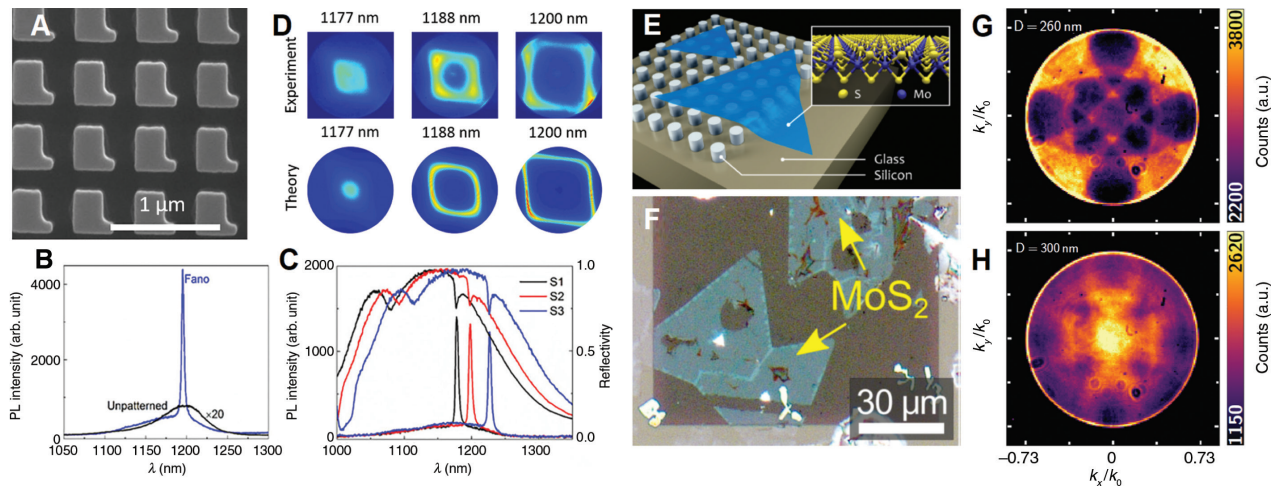 A
1 μm
B
4000
2000
0
PL intensity (arb. unit)
Fano
Unpatterned
×20
1050
1100
1150
1200
1250
1300
λ (nm)
C
2000
1500
1000
500
0
PL intensity (arb. unit)
S1
S2
S3
1.0
0.5
0.0
Reflectivity
1000
1100
1200
1300
λ (nm)
D
1177 nm
1188 nm
1200 nm
Experiment
1177 nm
1188 nm
1200 nm
Theory
E
S
Mo
Glass
Silicon
F
MoS2
30 μm
G
D = 260 nm
ky/k0
3800
2200
Counts (a.u.)
H
D = 300 nm
ky/k0
2620
1150
Counts (a.u.)
−0.73
0
0.73
kx/k0